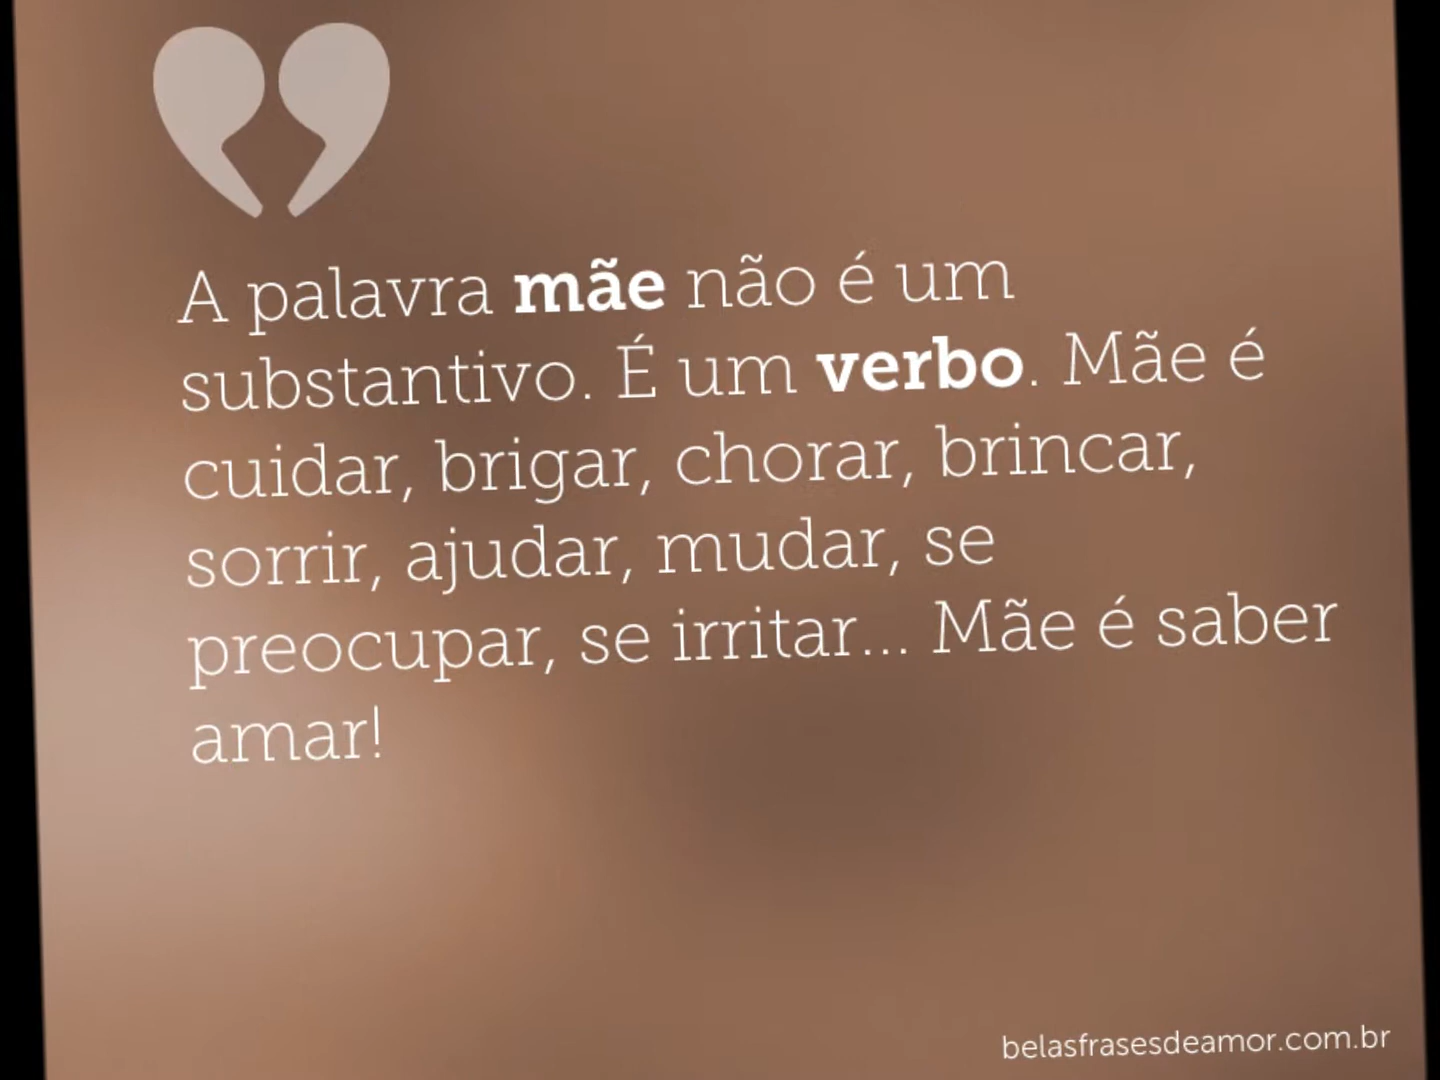 A palavra mãe não é um
substantivo. É um verbo. Mãe é
cuidar, brigar, chorar, brincar,
sorrir, ajudar, mudar, se
preocupar, se irritar... Mãe é saber
amar!
belasfrasesdeamor.com.br